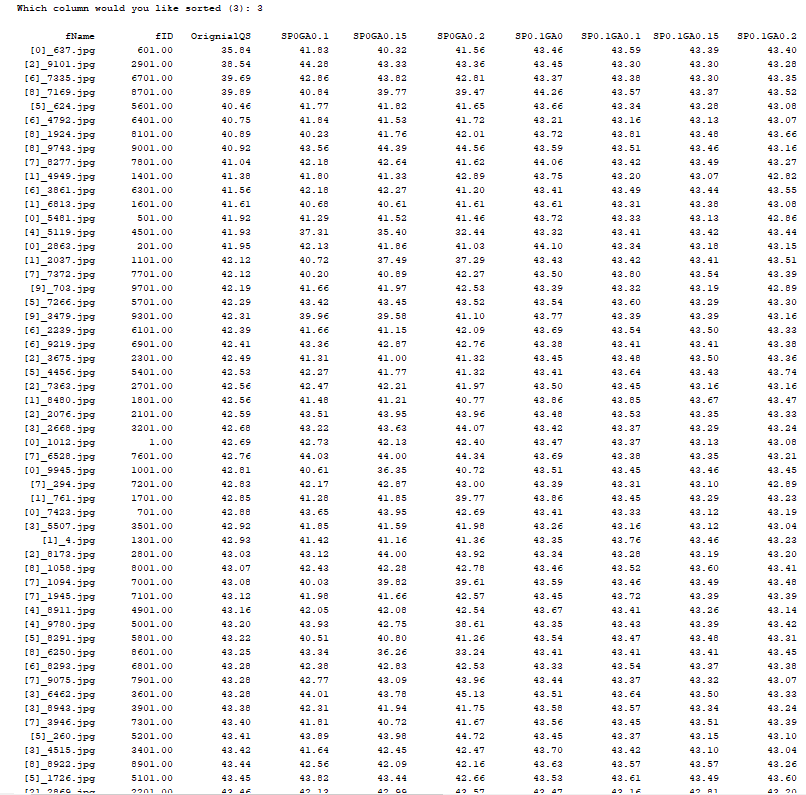 Which column would you like sorted (3): 3
fName fID OrignialQS SP0GA0.1 SP0GA0.15 SP0GA0.2 SP0.1GA0 SP0.1GA0.1 SP0.1GA0.15 SP0.1GA0.2
[0]_637.jpg 601.00 35.84 41.83 40.32 41.56 43.46 43.59 43.39 43.40
[2]_9101.jpg 2901.00 38.54 44.28 43.33 43.36 43.45 43.30 43.30 43.28
[6]_7335.jpg 6701.00 39.69 42.86 43.82 42.81 43.37 43.38 43.30 43.35
[8]_7169.jpg 8701.00 39.89 40.84 39.77 39.47 44.26 43.57 43.37 43.52
[5]_624.jpg 5601.00 40.46 41.77 41.82 41.65 43.66 43.34 43.28 43.08
[6]_4792.jpg 6401.00 40.75 41.84 41.53 41.72 43.21 43.16 43.13 43.07
[8]_1924.jpg 8101.00 40.89 40.23 41.76 42.01 43.72 43.81 43.48 43.66
[8]_9743.jpg 9001.00 40.92 43.56 44.39 44.56 43.59 43.51 43.46 43.16
[7]_8277.jpg 7801.00 41.04 42.18 42.64 41.62 44.06 43.42 43.49 43.27
[1]_4949.jpg 1401.00 41.38 41.80 41.33 42.89 43.75 43.20 43.07 42.82
[6]_3861.jpg 6301.00 41.56 42.18 42.27 41.20 43.41 43.49 43.44 43.55
[1]_6813.jpg 1601.00 41.61 40.68 40.61 41.61 43.61 43.31 43.38 43.08
[0]_5481.jpg 501.00 41.92 41.29 41.52 41.46 43.72 43.33 43.13 42.86
[4]_5119.jpg 4501.00 41.93 37.31 35.40 32.44 43.32 43.41 43.42 43.44
[0]_2863.jpg 201.00 41.95 42.13 41.86 41.03 44.10 43.34 43.18 43.15
[1]_2037.jpg 1101.00 42.12 40.72 37.49 37.29 43.43 43.42 43.41 43.51
[7]_7372.jpg 7701.00 42.12 40.20 40.89 42.27 43.50 43.80 43.54 43.39
[9]_703.jpg 9701.00 42.19 41.66 41.97 42.53 43.39 43.32 43.19 42.89
[5]_7266.jpg 5701.00 42.29 43.42 43.45 43.52 43.54 43.60 43.29 43.30
[9]_3479.jpg 9301.00 42.31 39.96 39.58 41.10 43.77 43.39 43.39 43.16
[6]_2239.jpg 6101.00 42.39 41.66 41.15 42.09 43.69 43.54 43.50 43.33
[6]_9219.jpg 6901.00 42.41 43.36 42.87 42.76 43.38 43.41 43.41 43.38
[2]_3675.jpg 2301.00 42.49 41.31 41.00 41.32 43.45 43.48 43.50 43.36
[5]_4456.jpg 5401.00 42.53 42.27 41.77 41.32 43.41 43.64 43.43 43.74
[2]_7363.jpg 2701.00 42.56 42.47 42.21 41.97 43.50 43.45 43.16 43.16
[1]_8480.jpg 1801.00 42.56 41.48 41.21 40.77 43.86 43.85 43.67 43.47
[2]_2076.jpg 2101.00 42.59 43.51 43.95 43.96 43.48 43.53 43.35 43.33
[3]_2668.jpg 3201.00 42.68 43.22 43.63 44.07 43.42 43.37 43.29 43.24
[0]_1012.jpg 1.00 42.69 42.73 42.13 42.40 43.47 43.37 43.13 43.08
[7]_6528.jpg 7601.00 42.76 44.03 44.00 44.34 43.69 43.38 43.35 43.21
[0]_9945.jpg 1001.00 42.81 40.61 36.35 40.72 43.51 43.45 43.46 43.45
[7]_294.jpg 7201.00 42.83 42.17 42.87 43.00 43.39 43.31 43.10 42.89
[1]_761.jpg 1701.00 42.85 41.28 41.85 39.77 43.86 43.45 43.29 43.23
[0]_7423.jpg 701.00 42.88 43.65 43.95 42.69 43.41 43.33 43.12 43.19
[3]_5507.jpg 3501.00 42.92 41.85 41.59 41.98 43.26 43.16 43.12 43.04
[1]_4.jpg 1301.00 42.93 41.42 41.16 41.36 43.35 43.76 43.46 43.23
[2]_8173.jpg 2801.00 43.03 43.12 44.00 43.92 43.34 43.28 43.19 43.20
[8]_1058.jpg 8001.00 43.07 42.43 42.28 42.78 43.46 43.52 43.60 43.41
[7]_1094.jpg 7001.00 43.08 40.03 39.82 39.61 43.59 43.46 43.49 43.48
[7]_1945.jpg 7101.00 43.12 41.98 41.66 42.57 43.45 43.72 43.39 43.39
[4]_8911.jpg 4901.00 43.16 42.05 42.08 42.54 43.67 43.41 43.26 43.14
[4]_9780.jpg 5001.00 43.20 43.93 42.75 38.61 43.35 43.43 43.39 43.42
[5]_8291.jpg 5801.00 43.22 40.51 40.80 41.26 43.54 43.47 43.48 43.31
[8]_6250.jpg 8601.00 43.25 43.34 36.26 33.24 43.41 43.41 43.41 43.45
[6]_8293.jpg 6801.00 43.28 42.38 42.83 42.53 43.33 43.54 43.37 43.38
[7]_9075.jpg 7901.00 43.28 42.77 43.09 43.96 43.44 43.37 43.32 43.07
[3]_6462.jpg 3601.00 43.28 44.01 43.78 45.13 43.51 43.64 43.50 43.33
[3]_8943.jpg 3901.00 43.38 42.31 41.94 41.75 43.58 43.57 43.34 43.24
[7]_3946.jpg 7301.00 43.40 41.81 40.72 41.67 43.56 43.45 43.51 43.39
[5]_260.jpg 5201.00 43.41 43.89 43.98 44.72 43.45 43.37 43.15 43.10
[3]_4515.jpg 3401.00 43.42 41.64 42.45 42.47 43.70 43.42 43.10 43.04
[8]_8922.jpg 8901.00 43.44 42.56 42.09 42.16 43.63 43.57 43.57 43.26
[5]_1726.jpg 5101.00 43.45 43.82 43.44 42.66 43.53 43.61 43.49 43.60
[2]_2869.jpg 2201.00 43.46 42.13 42.99 43.57 43.47 43.16 42.81 43.20